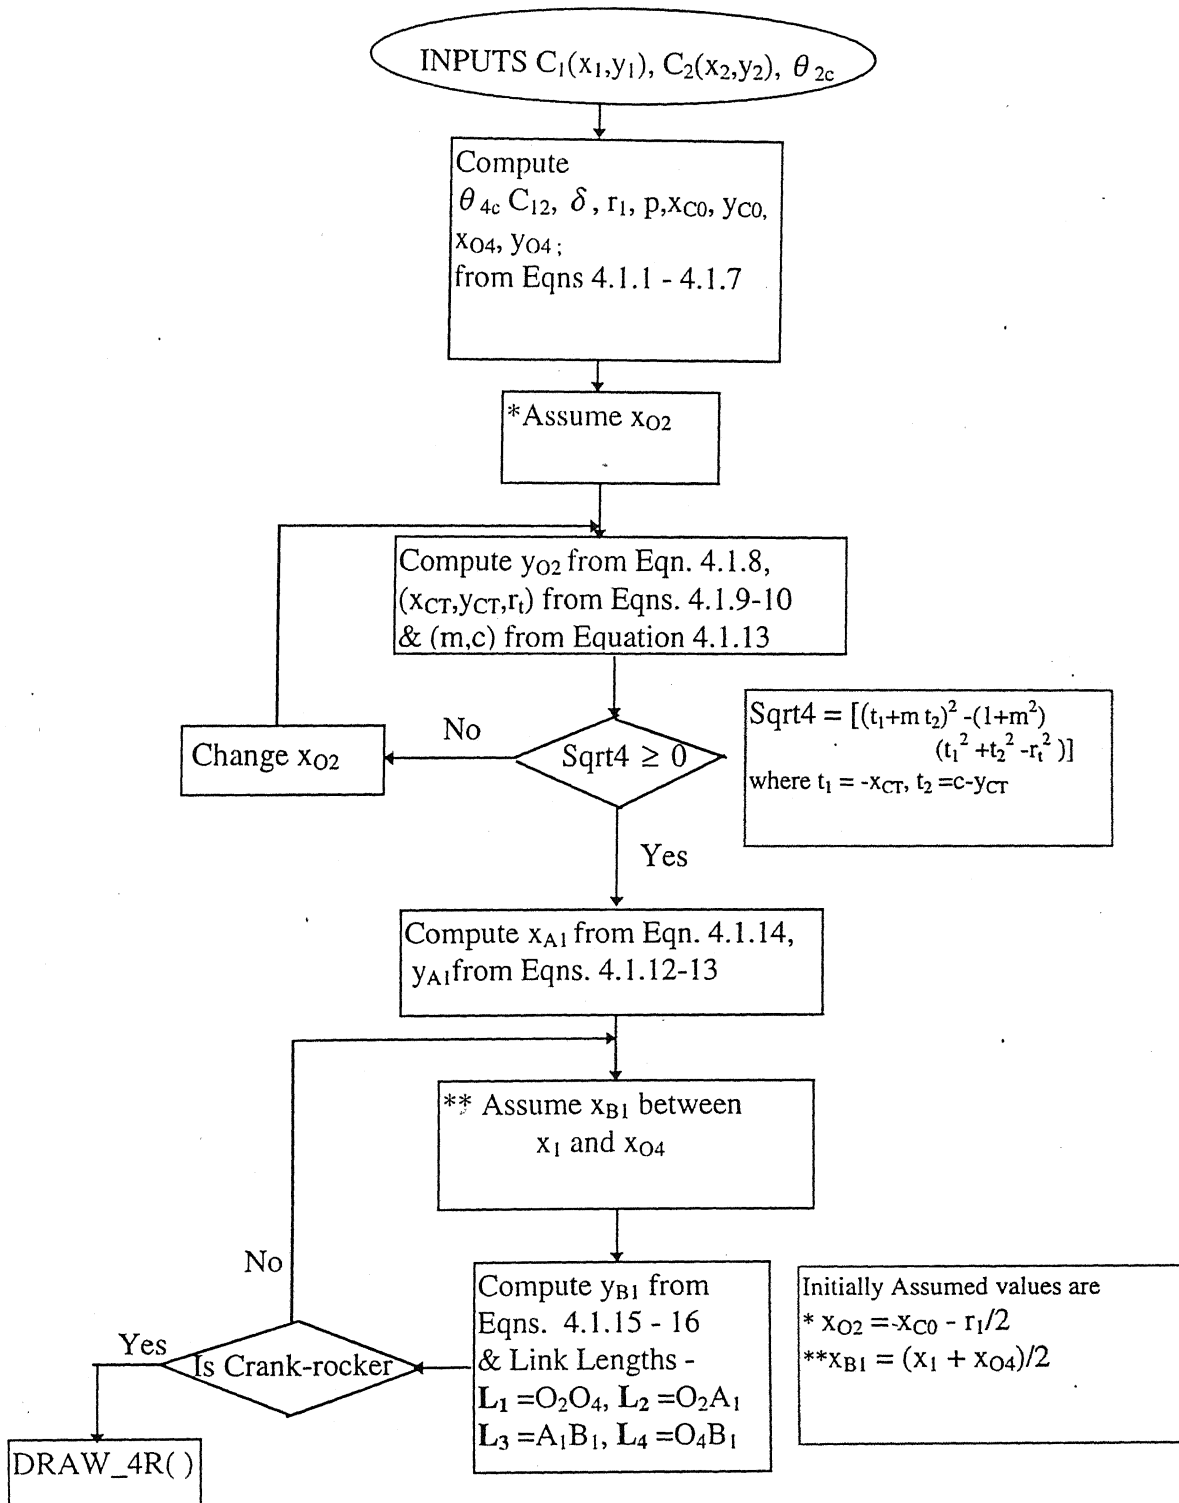 INPUTS C₁(x₁,y₁), C₂(x₂,y₂), θ₂c
Compute
θ₄c C₁₂, δ, r₁, p,xC0, yC0,
xO4, yO4;
from Eqns 4.1.1 - 4.1.7
*Assume xO2
Compute yO2 from Eqn. 4.1.8,
(xCT,yCT,rt) from Eqns. 4.1.9-10
& (m,c) from Equation 4.1.13
No
Change xO2
Sqrt4 ≥ 0
Sqrt4 = [(t₁+m t₂)² -(1+m²)
(t₁² +t₂² -rt² )]
where t₁ = -xCT, t₂ =c-yCT
Yes
Compute xA1 from Eqn. 4.1.14,
yA1 from Eqns. 4.1.12-13
** Assume xB1 between
x₁ and xO4
No
Compute yB1 from
Eqns. 4.1.15 - 16
& Link Lengths -
L₁ =O₂O₄, L₂ =O₂A₁
L₃ =A₁B₁, L₄ =O₄B₁
Yes
Is Crank-rocker
Initially Assumed values are
* xO2 =-xC0 - r₁/2
**xB1 = (x₁ + xO4)/2
DRAW_4R( )